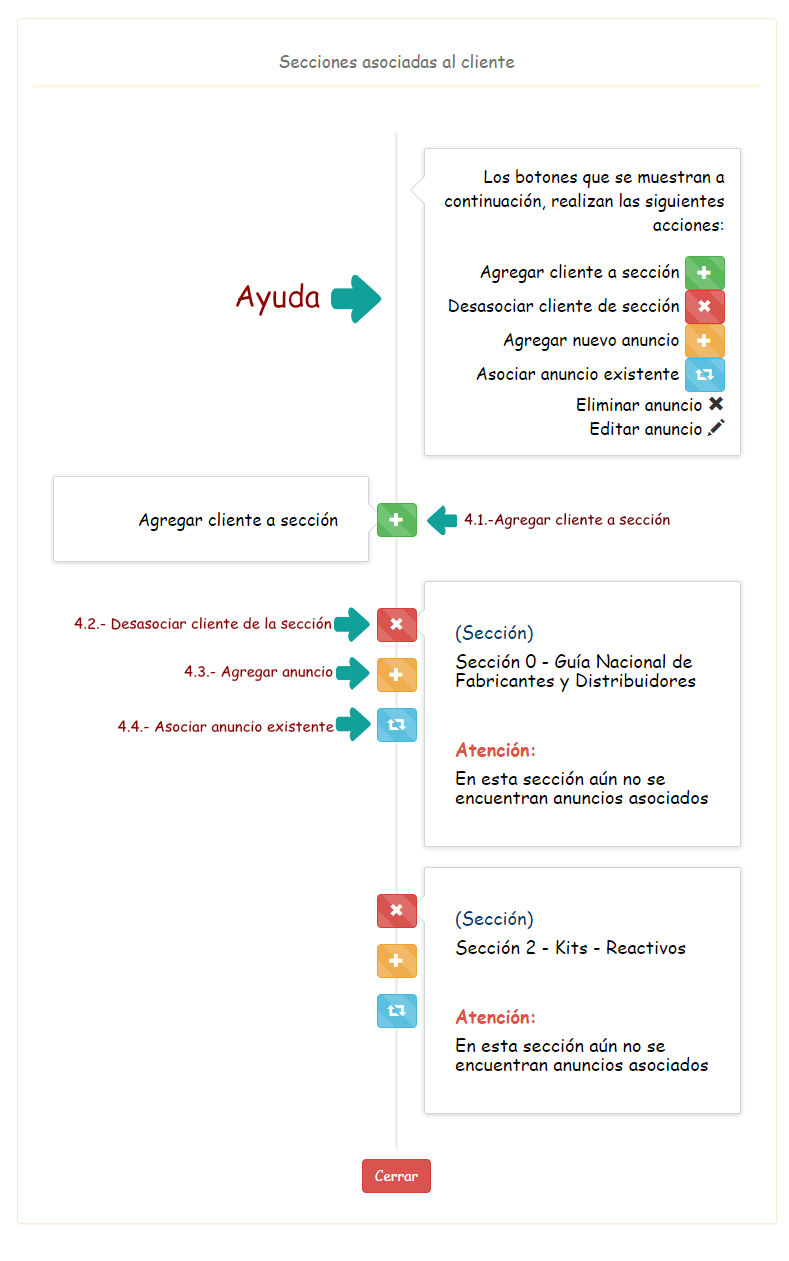 Secciones asociadas al cliente
Los botones que se muestran a
continuación, realizan las siguientes
acciones:
Agregar cliente a sección
Desasociar cliente de sección
Agregar nuevo anuncio
Asociar anuncio existente
Eliminar anuncio
Editar anuncio
Ayuda
Agregar cliente a sección
4.1.-Agregar cliente a sección
4.2.- Desasociar cliente de la sección
4.3.- Agregar anuncio
4.4.- Asociar anuncio existente
(Sección)
Sección 0 - Guía Nacional de
Fabricantes y Distribuidores
Atención:
En esta sección aún no se
encuentran anuncios asociados
(Sección)
Sección 2 - Kits - Reactivos
Atención:
En esta sección aún no se
encuentran anuncios asociados
Cerrar